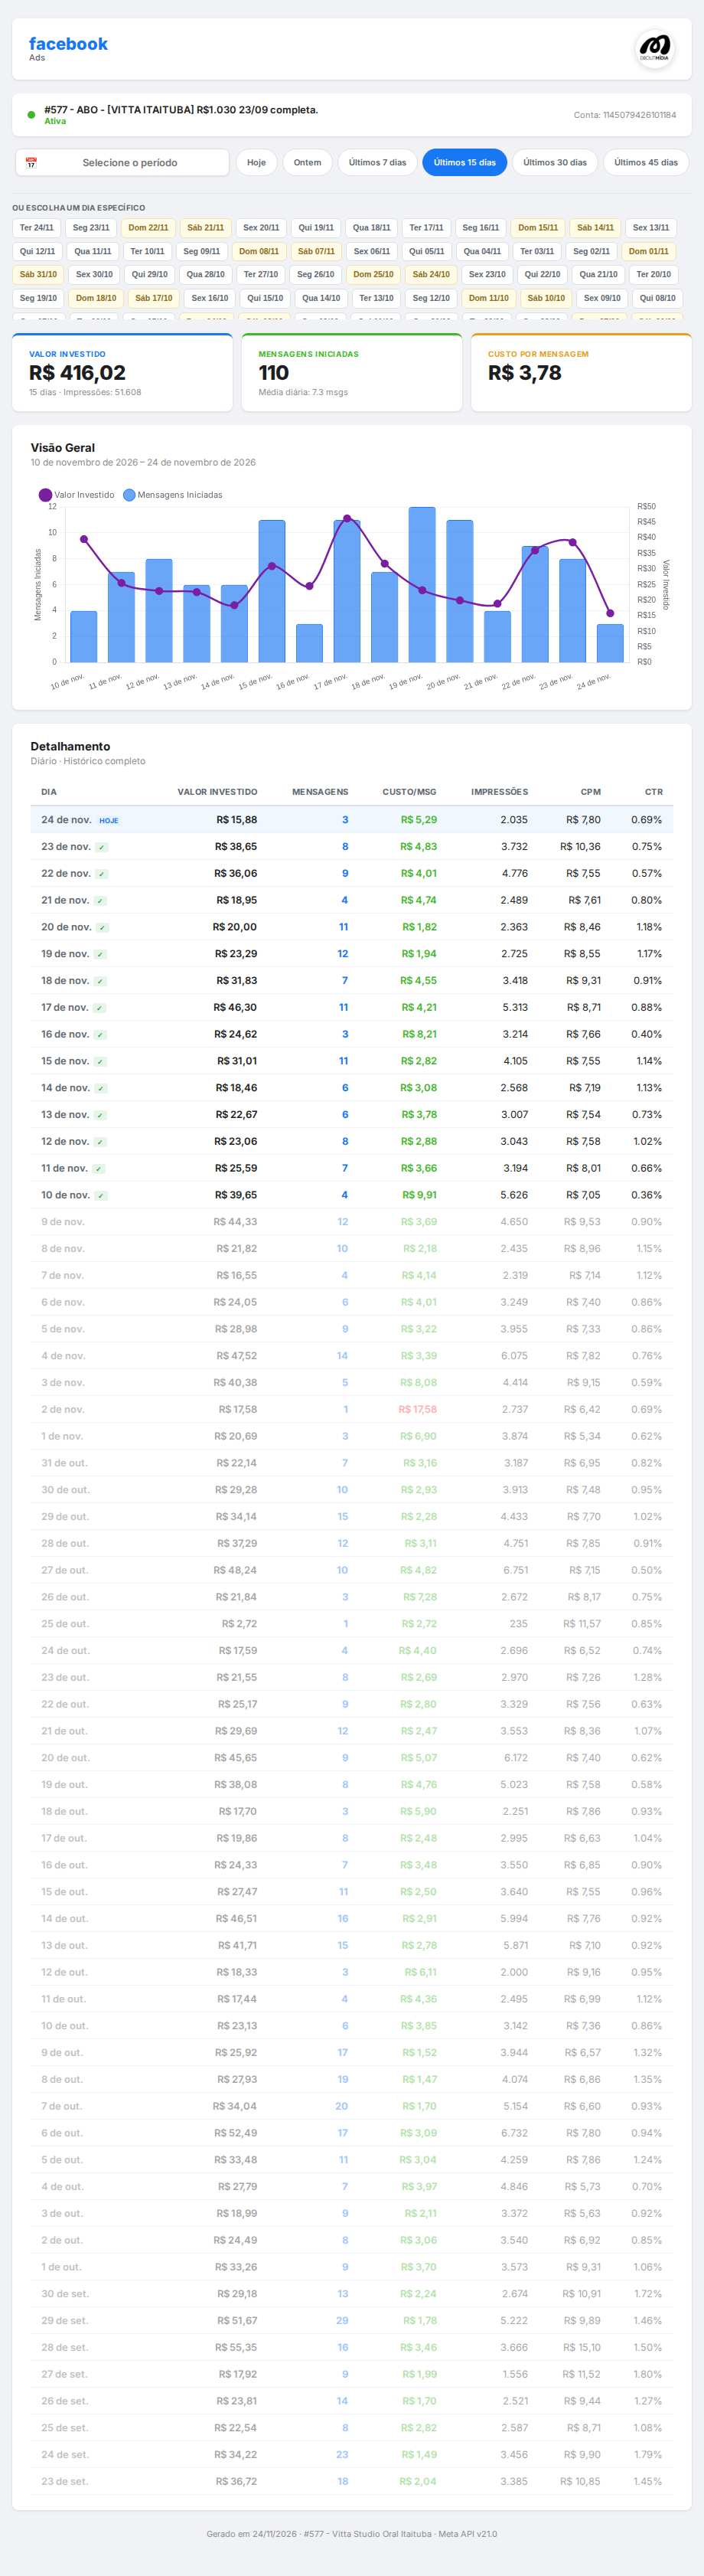 facebook
Ads
DBOUTMÍDIA
#577 - ABO - [VITTA ITAITUBA] R$1.030 23/09 completa.
Ativa
Conta: 1145079426101184
Selecione o período
Hoje
Ontem
Últimos 7 dias
Últimos 15 dias
Últimos 30 dias
Últimos 45 dias
OU ESCOLHA UM DIA ESPECÍFICO
Ter 24/11 Seg 23/11 Dom 22/11 Sáb 21/11 Sex 20/11 Qui 19/11 Qua 18/11 Ter 17/11 Seg 16/11 Dom 15/11 Sáb 14/11 Sex 13/11
Qui 12/11 Qua 11/11 Ter 10/11 Seg 09/11 Dom 08/11 Sáb 07/11 Sex 06/11 Qui 05/11 Qua 04/11 Ter 03/11 Seg 02/11 Dom 01/11
Sáb 31/10 Sex 30/10 Qui 29/10 Qua 28/10 Ter 27/10 Seg 26/10 Dom 25/10 Sáb 24/10 Sex 23/10 Qui 22/10 Qua 21/10 Ter 20/10
Seg 19/10 Dom 18/10 Sáb 17/10 Sex 16/10 Qui 15/10 Qua 14/10 Ter 13/10 Seg 12/10 Dom 11/10 Sáb 10/10 Sex 09/10 Qui 08/10
VALOR INVESTIDO
R$ 416,02
15 dias · Impressões: 51.608
MENSAGENS INICIADAS
110
Média diária: 7.3 msgs
CUSTO POR MENSAGEM
R$ 3,78
Visão Geral
10 de novembro de 2026 – 24 de novembro de 2026
Valor Investido Mensagens Iniciadas
Mensagens Iniciadas
12
10
8
6
4
2
0
R$50
R$45
R$40
R$35
R$30
R$25
R$20
R$15
R$10
R$5
R$0
Valor Investido
10 de nov. 11 de nov. 12 de nov. 13 de nov. 14 de nov. 15 de nov. 16 de nov. 17 de nov. 18 de nov. 19 de nov. 20 de nov. 21 de nov. 22 de nov. 23 de nov. 24 de nov.
Detalhamento
Diário · Histórico completo
DIA VALOR INVESTIDO MENSAGENS CUSTO/MSG IMPRESSÕES CPM CTR
24 de nov. HOJE R$ 15,88 3 R$ 5,29 2.035 R$ 7,80 0.69%
23 de nov. ✓ R$ 38,65 8 R$ 4,83 3.732 R$ 10,36 0.75%
22 de nov. ✓ R$ 36,06 9 R$ 4,01 4.776 R$ 7,55 0.57%
21 de nov. ✓ R$ 18,95 4 R$ 4,74 2.489 R$ 7,61 0.80%
20 de nov. ✓ R$ 20,00 11 R$ 1,82 2.363 R$ 8,46 1.18%
19 de nov. ✓ R$ 23,29 12 R$ 1,94 2.725 R$ 8,55 1.17%
18 de nov. ✓ R$ 31,83 7 R$ 4,55 3.418 R$ 9,31 0.91%
17 de nov. ✓ R$ 46,30 11 R$ 4,21 5.313 R$ 8,71 0.88%
16 de nov. ✓ R$ 24,62 3 R$ 8,21 3.214 R$ 7,66 0.40%
15 de nov. ✓ R$ 31,01 11 R$ 2,82 4.105 R$ 7,55 1.14%
14 de nov. ✓ R$ 18,46 6 R$ 3,08 2.568 R$ 7,19 1.13%
13 de nov. ✓ R$ 22,67 6 R$ 3,78 3.007 R$ 7,54 0.73%
12 de nov. ✓ R$ 23,06 8 R$ 2,88 3.043 R$ 7,58 1.02%
11 de nov. ✓ R$ 25,59 7 R$ 3,66 3.194 R$ 8,01 0.66%
10 de nov. ✓ R$ 39,65 4 R$ 9,91 5.626 R$ 7,05 0.36%
9 de nov. R$ 44,33 12 R$ 3,69 4.650 R$ 9,53 0.90%
8 de nov. R$ 21,82 10 R$ 2,18 2.435 R$ 8,96 1.15%
7 de nov. R$ 16,55 4 R$ 4,14 2.319 R$ 7,14 1.12%
6 de nov. R$ 24,05 6 R$ 4,01 3.249 R$ 7,40 0.86%
5 de nov. R$ 28,98 9 R$ 3,22 3.955 R$ 7,33 0.86%
4 de nov. R$ 47,52 14 R$ 3,39 6.075 R$ 7,82 0.76%
3 de nov. R$ 40,38 5 R$ 8,08 4.414 R$ 9,15 0.59%
2 de nov. R$ 17,58 1 R$ 17,58 2.737 R$ 6,42 0.69%
1 de nov. R$ 20,69 3 R$ 6,90 3.874 R$ 5,34 0.62%
31 de out. R$ 22,14 7 R$ 3,16 3.187 R$ 6,95 0.82%
30 de out. R$ 29,28 10 R$ 2,93 3.913 R$ 7,48 0.95%
29 de out. R$ 34,14 15 R$ 2,28 4.433 R$ 7,70 1.02%
28 de out. R$ 37,29 12 R$ 3,11 4.751 R$ 7,85 0.91%
27 de out. R$ 48,24 10 R$ 4,82 6.751 R$ 7,15 0.50%
26 de out. R$ 21,84 3 R$ 7,28 2.672 R$ 8,17 0.75%
25 de out. R$ 2,72 1 R$ 2,72 235 R$ 11,57 0.85%
24 de out. R$ 17,59 4 R$ 4,40 2.696 R$ 6,52 0.74%
23 de out. R$ 21,55 8 R$ 2,69 2.970 R$ 7,26 1.28%
22 de out. R$ 25,17 9 R$ 2,80 3.329 R$ 7,56 0.63%
21 de out. R$ 29,69 12 R$ 2,47 3.553 R$ 8,36 1.07%
20 de out. R$ 45,65 9 R$ 5,07 6.172 R$ 7,40 0.62%
19 de out. R$ 38,08 8 R$ 4,76 5.023 R$ 7,58 0.58%
18 de out. R$ 17,70 3 R$ 5,90 2.251 R$ 7,86 0.93%
17 de out. R$ 19,86 8 R$ 2,48 2.995 R$ 6,63 1.04%
16 de out. R$ 24,33 7 R$ 3,48 3.550 R$ 6,85 0.90%
15 de out. R$ 27,47 11 R$ 2,50 3.640 R$ 7,55 0.96%
14 de out. R$ 46,51 16 R$ 2,91 5.994 R$ 7,76 0.92%
13 de out. R$ 41,71 15 R$ 2,78 5.871 R$ 7,10 0.92%
12 de out. R$ 18,33 3 R$ 6,11 2.000 R$ 9,16 0.95%
11 de out. R$ 17,44 4 R$ 4,36 2.495 R$ 6,99 1.12%
10 de out. R$ 23,13 6 R$ 3,85 3.142 R$ 7,36 0.86%
9 de out. R$ 25,92 17 R$ 1,52 3.944 R$ 6,57 1.32%
8 de out. R$ 27,93 19 R$ 1,47 4.074 R$ 6,86 1.35%
7 de out. R$ 34,04 20 R$ 1,70 5.154 R$ 6,60 0.93%
6 de out. R$ 52,49 17 R$ 3,09 6.732 R$ 7,80 0.94%
5 de out. R$ 33,48 11 R$ 3,04 4.259 R$ 7,86 1.24%
4 de out. R$ 27,79 7 R$ 3,97 4.846 R$ 5,73 0.70%
3 de out. R$ 18,99 9 R$ 2,11 3.372 R$ 5,63 0.92%
2 de out. R$ 24,49 8 R$ 3,06 3.540 R$ 6,92 0.85%
1 de out. R$ 33,26 9 R$ 3,70 3.573 R$ 9,31 1.06%
30 de set. R$ 29,18 13 R$ 2,24 2.674 R$ 10,91 1.72%
29 de set. R$ 51,67 29 R$ 1,78 5.222 R$ 9,89 1.46%
28 de set. R$ 55,35 16 R$ 3,46 3.666 R$ 15,10 1.50%
27 de set. R$ 17,92 9 R$ 1,99 1.556 R$ 11,52 1.80%
26 de set. R$ 23,81 14 R$ 1,70 2.521 R$ 9,44 1.27%
25 de set. R$ 22,54 8 R$ 2,82 2.587 R$ 8,71 1.08%
24 de set. R$ 34,22 23 R$ 1,49 3.456 R$ 9,90 1.79%
23 de set. R$ 36,72 18 R$ 2,04 3.385 R$ 10,85 1.45%
Gerado em 24/11/2026 · #577 - Vitta Studio Oral Itaituba · Meta API v21.0